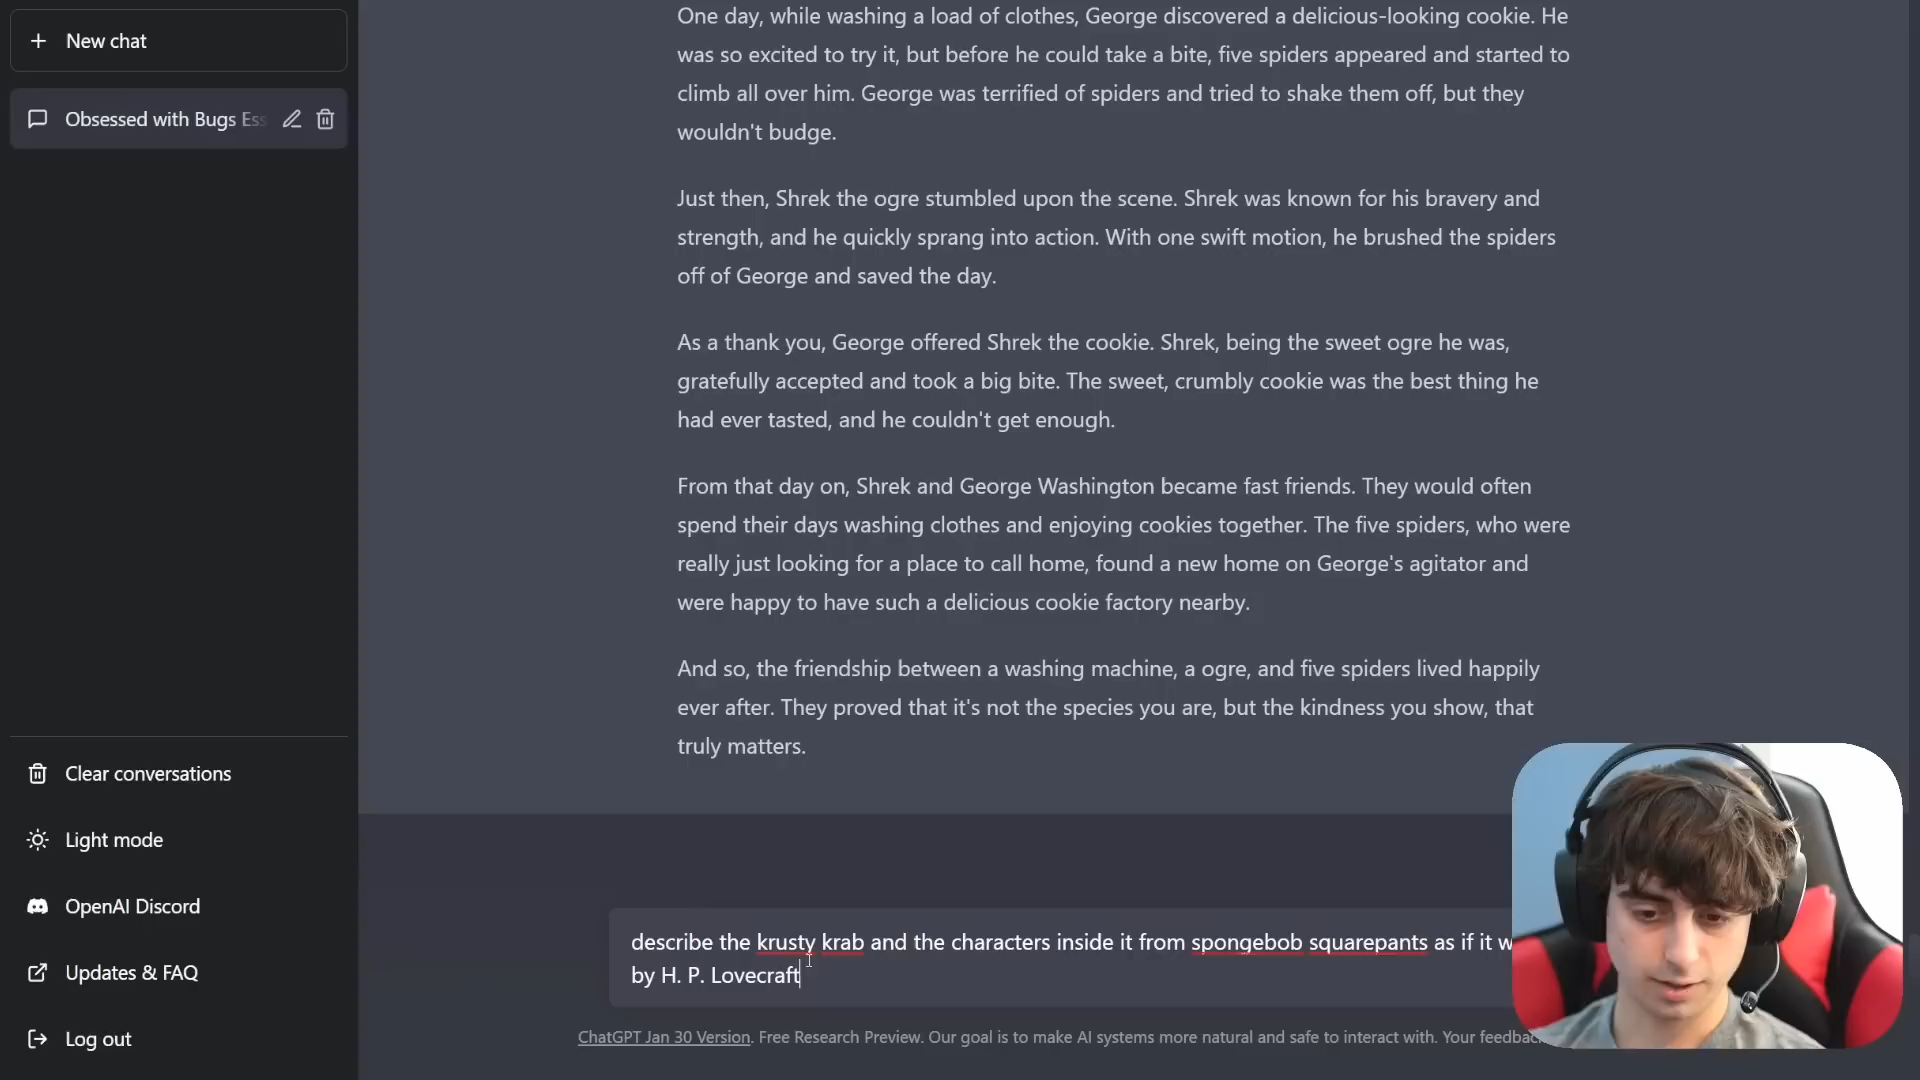 New chat
Obsessed with Bugs Ess
Clear conversations
Light mode
OpenAI Discord
Updates & FAQ
Log out
One day, while washing a load of clothes, George discovered a delicious-looking cookie. He
was so excited to try it, but before he could take a bite, five spiders appeared and started to
climb all over him. George was terrified of spiders and tried to shake them off, but they
wouldn't budge.
Just then, Shrek the ogre stumbled upon the scene. Shrek was known for his bravery and
strength, and he quickly sprang into action. With one swift motion, he brushed the spiders
off of George and saved the day.
As a thank you, George offered Shrek the cookie. Shrek, being the sweet ogre he was,
gratefully accepted and took a big bite. The sweet, crumbly cookie was the best thing he
had ever tasted, and he couldn't get enough.
From that day on, Shrek and George Washington became fast friends. They would often
spend their days washing clothes and enjoying cookies together. The five spiders, who were
really just looking for a place to call home, found a new home on George's agitator and
were happy to have such a delicious cookie factory nearby.
And so, the friendship between a washing machine, a ogre, and five spiders lived happily
ever after. They proved that it's not the species you are, but the kindness you show, that
truly matters.
describe the krusty krab and the characters inside it from spongebob squarepants as if it w
by H. P. Lovecraft
ChatGPT Jan 30 Version. Free Research Preview. Our goal is to make AI systems more natural and safe to interact with. Your feedbac